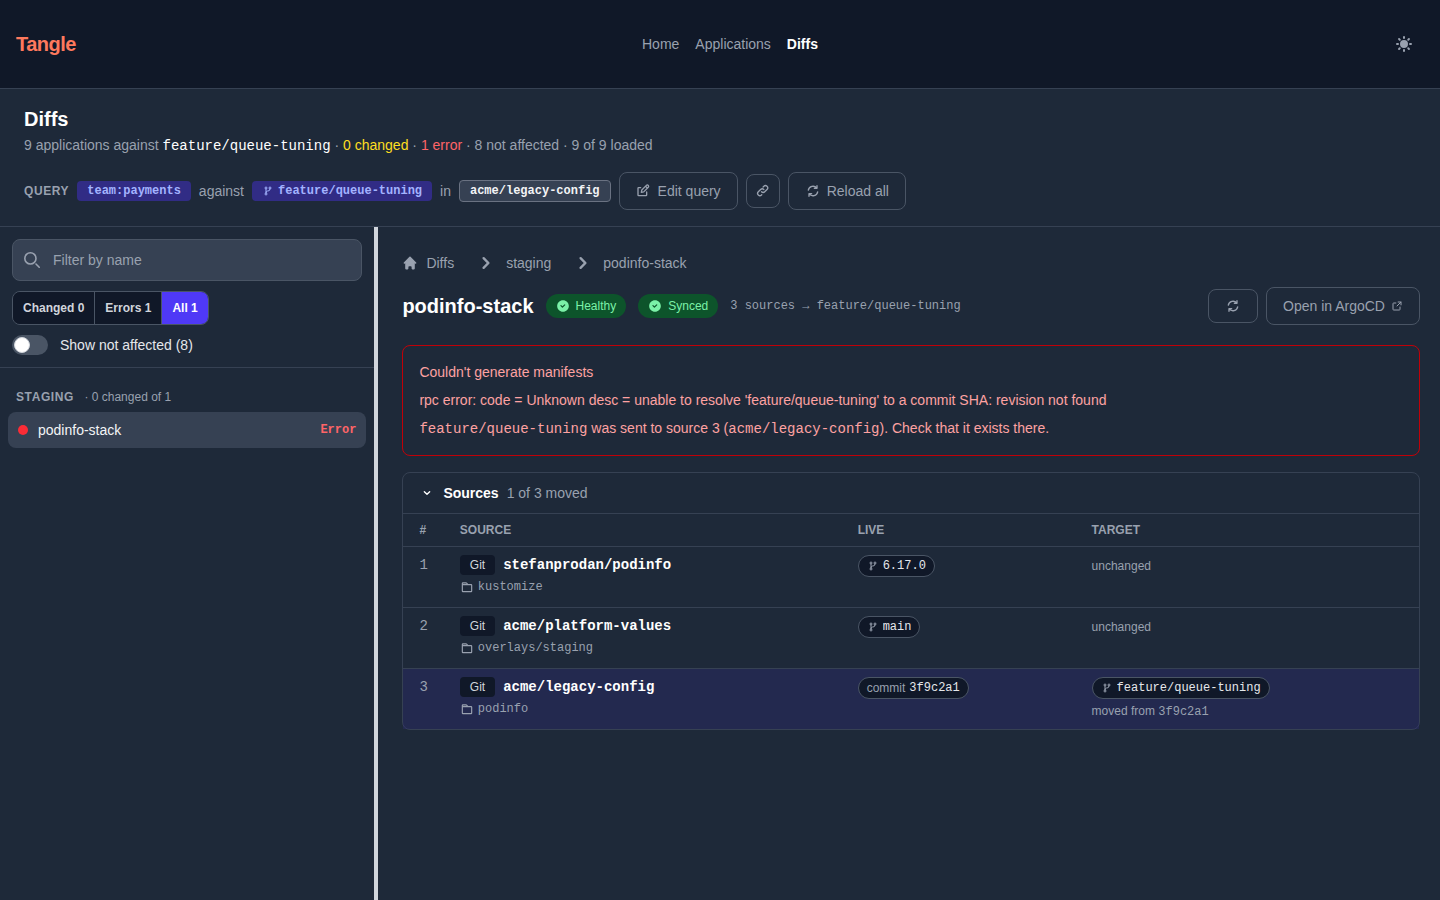 Tangle
Home Applications Diffs
Diffs
9 applications against feature/queue-tuning · 0 changed · 1 error · 8 not affected · 9 of 9 loaded
QUERY team:payments against feature/queue-tuning in acme/legacy-config Edit query Reload all
Filter by name
Changed 0 Errors 1 All 1
Show not affected (8)
STAGING · 0 changed of 1
podinfo-stack Error
Diffs staging podinfo-stack
podinfo-stack Healthy Synced 3 sources → feature/queue-tuning Open in ArgoCD
Couldn't generate manifests
rpc error: code = Unknown desc = unable to resolve 'feature/queue-tuning' to a commit SHA: revision not found
feature/queue-tuning was sent to source 3 (acme/legacy-config). Check that it exists there.
Sources 1 of 3 moved
# SOURCE LIVE TARGET
1 Git stefanprodan/podinfo 6.17.0 unchanged
kustomize
2 Git acme/platform-values main unchanged
overlays/staging
3 Git acme/legacy-config commit 3f9c2a1 feature/queue-tuning
podinfo moved from 3f9c2a1